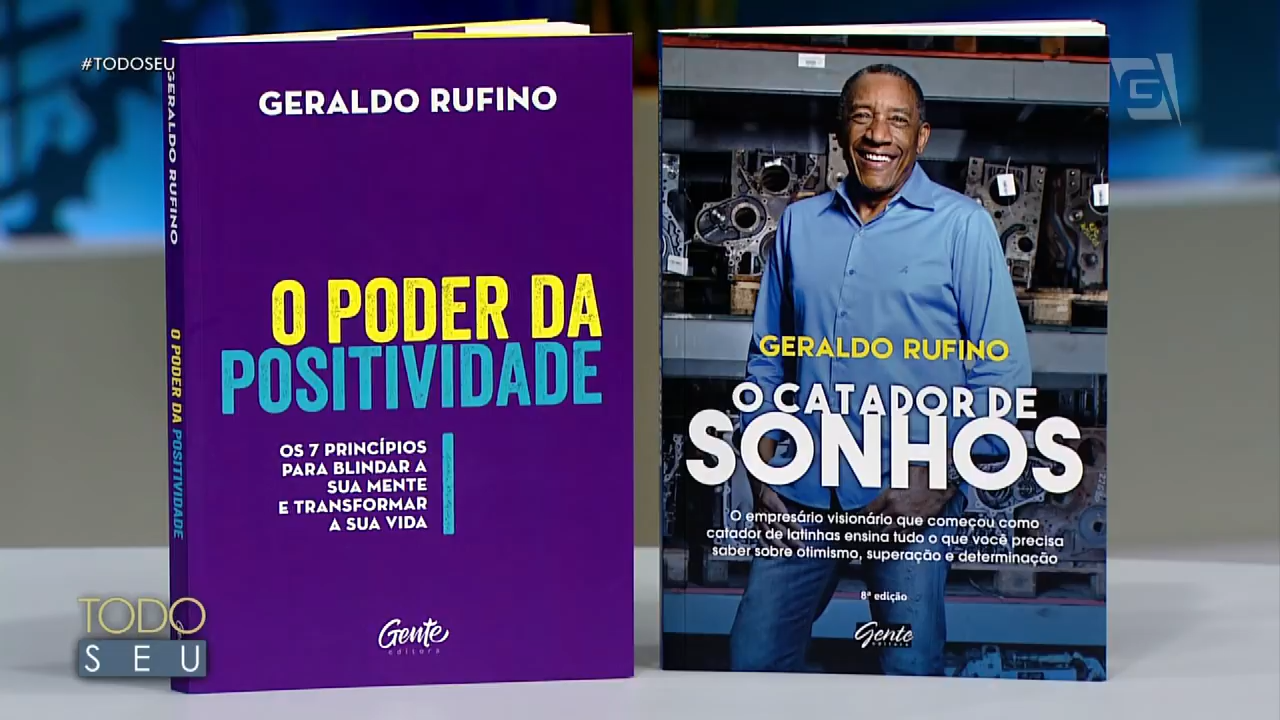 #TODOSEU
GERALDO RUFINO
O PODER DA POSITIVIDADE
GERALDO RUFINO
O PODER DA
POSITIVIDADE
OS 7 PRINCÍPIOS
PARA BLINDAR A
SUA MENTE
E TRANSFORMAR
A SUA VIDA
Gente
editora
GERALDO RUFINO
O CATADOR DE
SONHOS
O empresário visionário que começou como
catador de latinhas ensina tudo o que você precisa
saber sobre otimismo, superação e determinação
8ª edição
Gente
editora
G
TODO
SEU